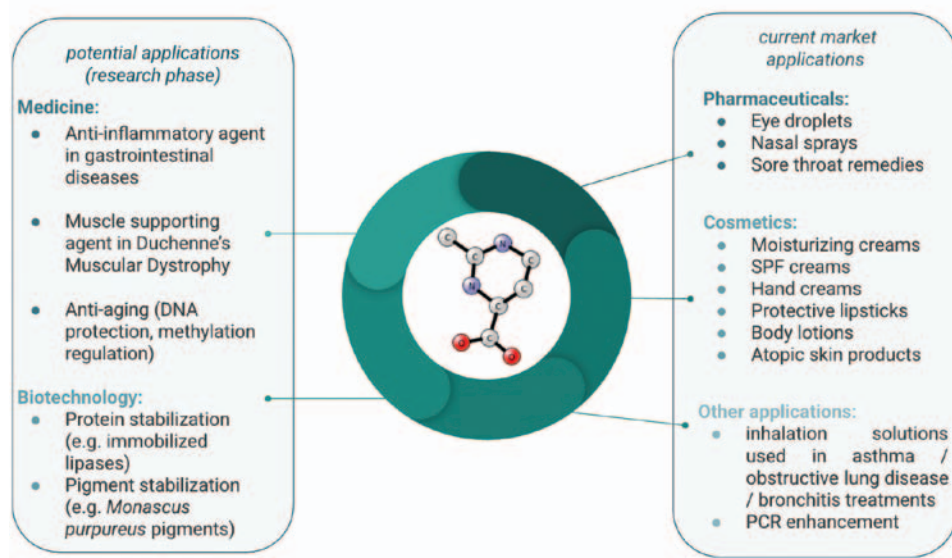 potential applications
(research phase)
Medicine:
● Anti-inflammatory agent
in gastrointestinal
diseases
● Muscle supporting
agent in Duchenne's
Muscular Dystrophy
● Anti-aging (DNA
protection, methylation
regulation)
Biotechnology:
● Protein stabilization
(e.g. immobilized
lipases)
● Pigment stabilization
(e.g. Monascus
purpureus pigments)
C
C
N
C
N
C
C
O
O
current market
applications
Pharmaceuticals:
● Eye droplets
● Nasal sprays
● Sore throat remedies
Cosmetics:
● Moisturizing creams
● SPF creams
● Hand creams
● Protective lipsticks
● Body lotions
● Atopic skin products
Other applications:
● inhalation solutions
used in asthma /
obstructive lung disease
/ bronchitis treatments
● PCR enhancement